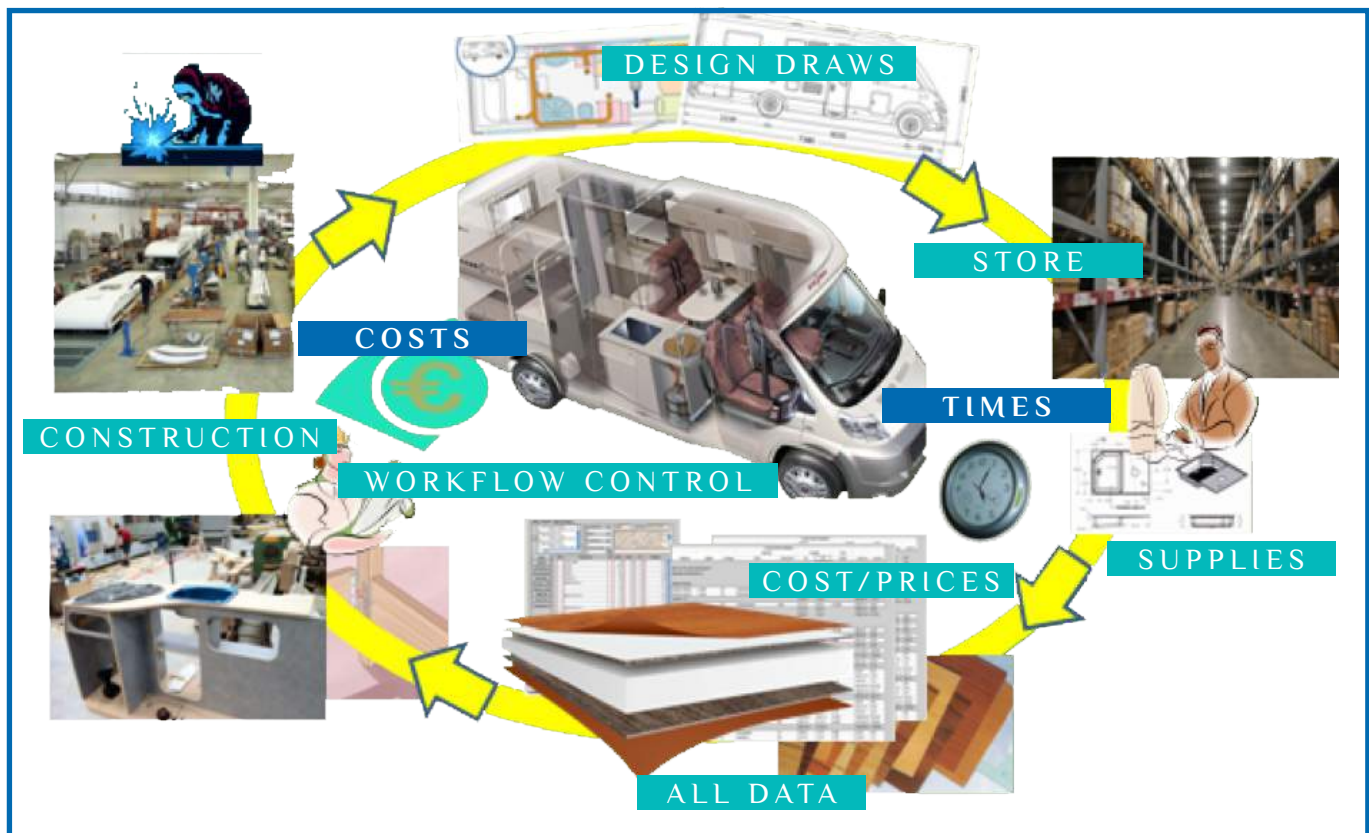 DESIGN DRAWS
STORE
COSTS
TIMES
CONSTRUCTION
WORKFLOW CONTROL
SUPPLIES
COST/PRICES
ALL DATA